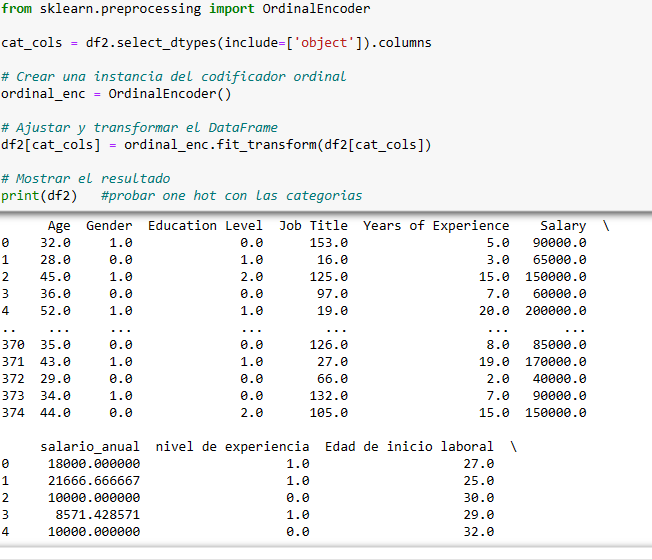 from sklearn.preprocessing import OrdinalEncoder
cat_cols = df2.select_dtypes(include=['object']).columns
# Crear una instancia del codificador ordinal
ordinal_enc = OrdinalEncoder()
# Ajustar y transformar el DataFrame
df2[cat_cols] = ordinal_enc.fit_transform(df2[cat_cols])
# Mostrar el resultado
print(df2)   #probar one hot con las categorias
      Age  Gender  Education Level  Job Title  Years of Experience    Salary  \
0    32.0     1.0              0.0      153.0                  5.0   90000.0
1    28.0     0.0              1.0       16.0                  3.0   65000.0
2    45.0     1.0              2.0      125.0                 15.0  150000.0
3    36.0     0.0              0.0       97.0                  7.0   60000.0
4    52.0     1.0              1.0       19.0                 20.0  200000.0
..    ...     ...              ...        ...                  ...       ...
370  35.0     0.0              0.0      126.0                  8.0   85000.0
371  43.0     1.0              1.0       27.0                 19.0  170000.0
372  29.0     0.0              0.0       66.0                  2.0   40000.0
373  34.0     1.0              0.0      132.0                  7.0   90000.0
374  44.0     0.0              2.0      105.0                 15.0  150000.0
     salario_anual  nivel de experiencia  Edad de inicio laboral  \
0     18000.000000                   1.0                    27.0
1     21666.666667                   1.0                    25.0
2     10000.000000                   0.0                    30.0
3      8571.428571                   1.0                    29.0
4     10000.000000                   0.0                    32.0